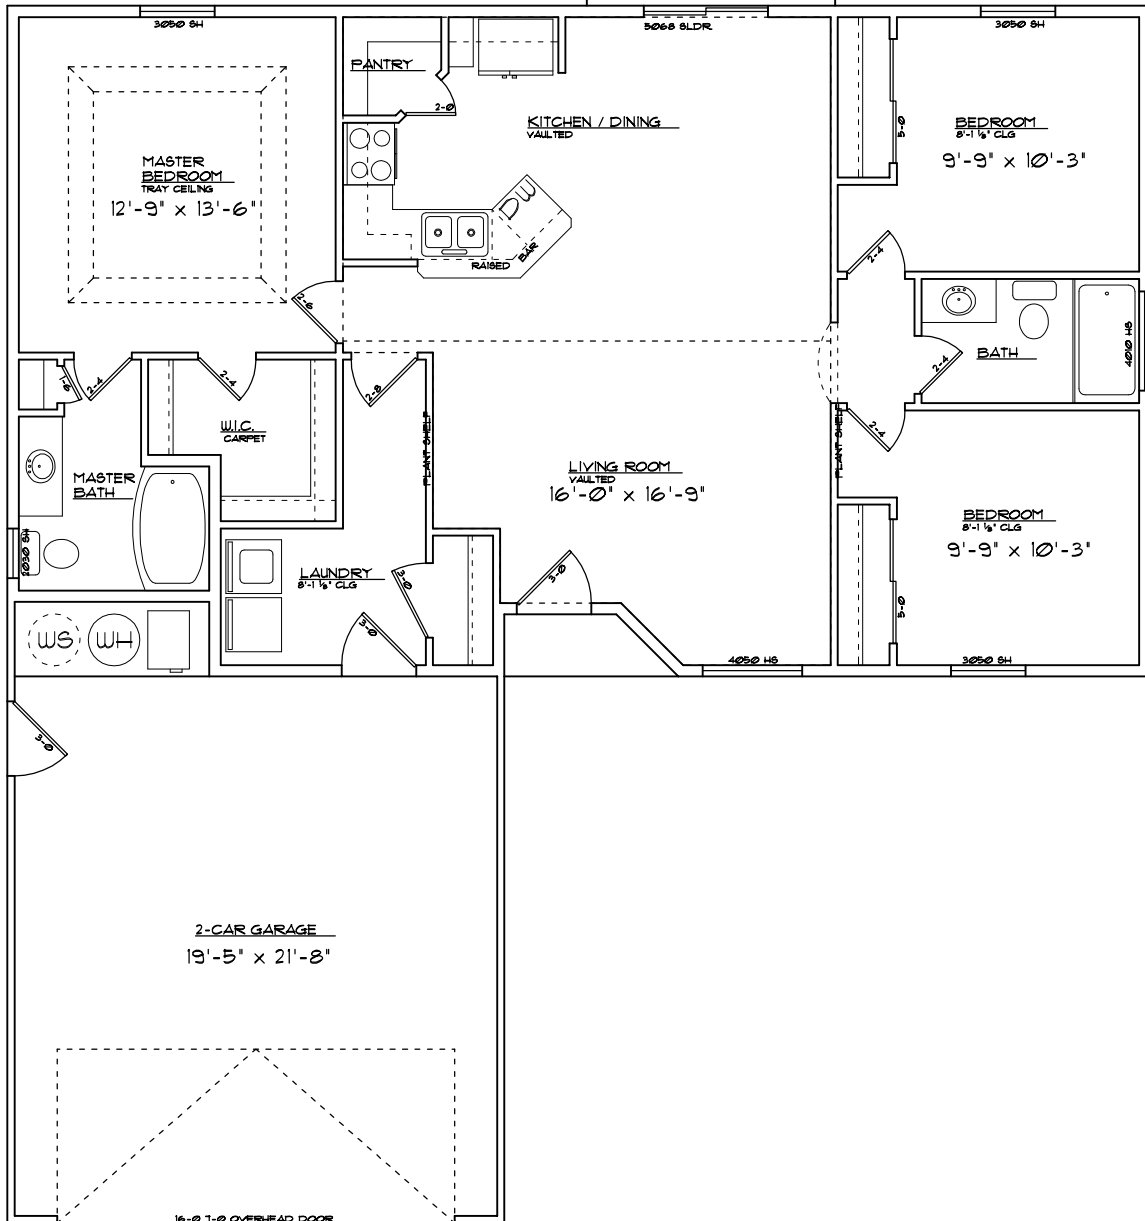 3050 SH
5068 SLDR
3050 SH
PANTRY
2-0
KITCHEN / DINING
VAULTED
5-0
BEDROOM
8'-1 1/8" CLG
9'-9" x 10'-3"
MASTER
BEDROOM
TRAY CEILING
12'-9" x 13'-6"
DW
RAISED
BAR
2-4
2-6
4010 HS
BATH
2-4
1-6
2-4
2-4
2-8
W.I.C.
CARPET
PLANT SHELF
PLANT SHELF
2-4
LIVING ROOM
VAULTED
16'-0" x 16'-9"
MASTER
BATH
2030 SH
BEDROOM
8'-1 1/8" CLG
9'-9" x 10'-3"
LAUNDRY
8'-1 1/8" CLG
3-0
3-0
5-0
WS
WH
3-0
4050 HS
3050 SH
3-0
2-CAR GARAGE
19'-5" x 21'-8"
16-0 7-0 OVERHEAD DOOR